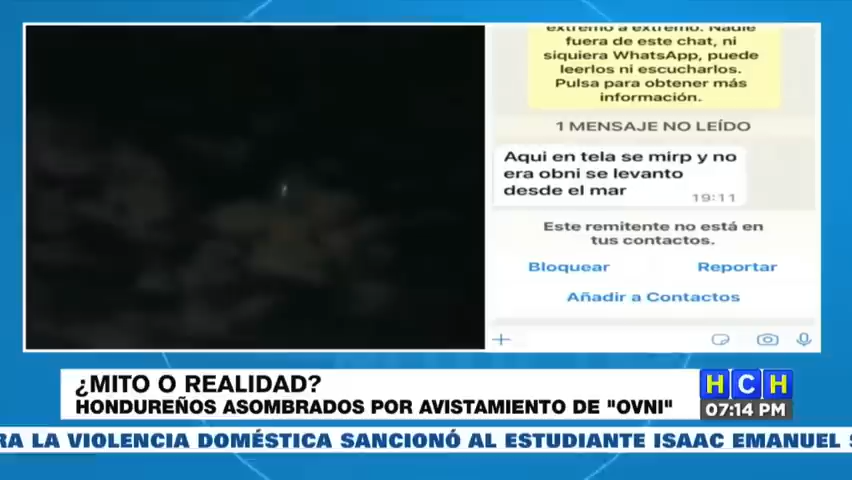 extremo a extremo. Nadie
fuera de este chat, ni
siquiera WhatsApp, puede
leerlos ni escucharlos.
Pulsa para obtener más
información.
1 MENSAJE NO LEÍDO
Aqui en tela se mirp y no
era obni se levanto
desde el mar
19:11
Este remitente no está en
tus contactos.
Bloquear
Reportar
Añadir a Contactos
¿MITO O REALIDAD?
HONDUREÑOS ASOMBRADOS POR AVISTAMIENTO DE "OVNI"
HCH
07:14 PM
RA LA VIOLENCIA DOMÉSTICA SANCIONÓ AL ESTUDIANTE ISAAC EMANUEL S